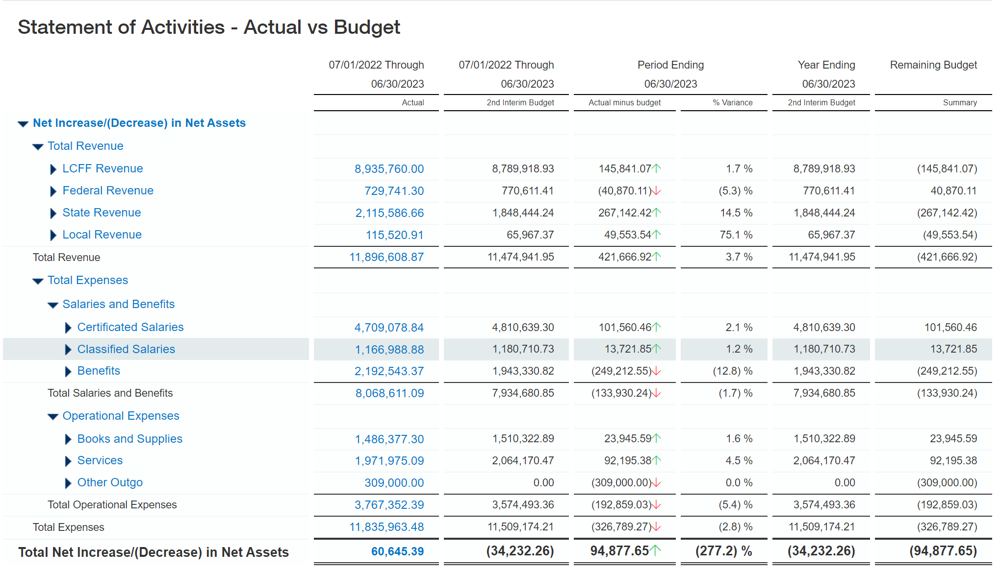 Statement of Activities - Actual vs Budget
07/01/2022 Through 07/01/2022 Through Period Ending Year Ending Remaining Budget
06/30/2023 06/30/2023 06/30/2023 06/30/2023
Actual 2nd Interim Budget Actual minus budget % Variance 2nd Interim Budget Summary
Net Increase/(Decrease) in Net Assets
Total Revenue
LCFF Revenue 8,935,760.00 8,789,918.93 145,841.07 1.7 % 8,789,918.93 (145,841.07)
Federal Revenue 729,741.30 770,611.41 (40,870.11) (5.3) % 770,611.41 40,870.11
State Revenue 2,115,586.66 1,848,444.24 267,142.42 14.5 % 1,848,444.24 (267,142.42)
Local Revenue 115,520.91 65,967.37 49,553.54 75.1 % 65,967.37 (49,553.54)
Total Revenue 11,896,608.87 11,474,941.95 421,666.92 3.7 % 11,474,941.95 (421,666.92)
Total Expenses
Salaries and Benefits
Certificated Salaries 4,709,078.84 4,810,639.30 101,560.46 2.1 % 4,810,639.30 101,560.46
Classified Salaries 1,166,988.88 1,180,710.73 13,721.85 1.2 % 1,180,710.73 13,721.85
Benefits 2,192,543.37 1,943,330.82 (249,212.55) (12.8) % 1,943,330.82 (249,212.55)
Total Salaries and Benefits 8,068,611.09 7,934,680.85 (133,930.24) (1.7) % 7,934,680.85 (133,930.24)
Operational Expenses
Books and Supplies 1,486,377.30 1,510,322.89 23,945.59 1.6 % 1,510,322.89 23,945.59
Services 1,971,975.09 2,064,170.47 92,195.38 4.5 % 2,064,170.47 92,195.38
Other Outgo 309,000.00 0.00 (309,000.00) 0.0 % 0.00 (309,000.00)
Total Operational Expenses 3,767,352.39 3,574,493.36 (192,859.03) (5.4) % 3,574,493.36 (192,859.03)
Total Expenses 11,835,963.48 11,509,174.21 (326,789.27) (2.8) % 11,509,174.21 (326,789.27)
Total Net Increase/(Decrease) in Net Assets 60,645.39 (34,232.26) 94,877.65 (277.2) % (34,232.26) (94,877.65)